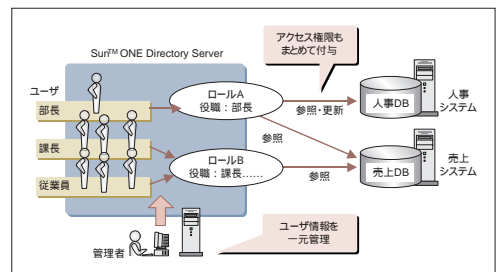 Sun™ ONE Directory Server
アクセス権限も
まとめて付与
ユーザ
部長
課長
従業員
ロールA
役職：部長
ロールB
役職：課長……
参照・更新
参照
参照
人事DB
人事
システム
売上DB
売上
システム
管理者
ユーザ情報を
一元管理